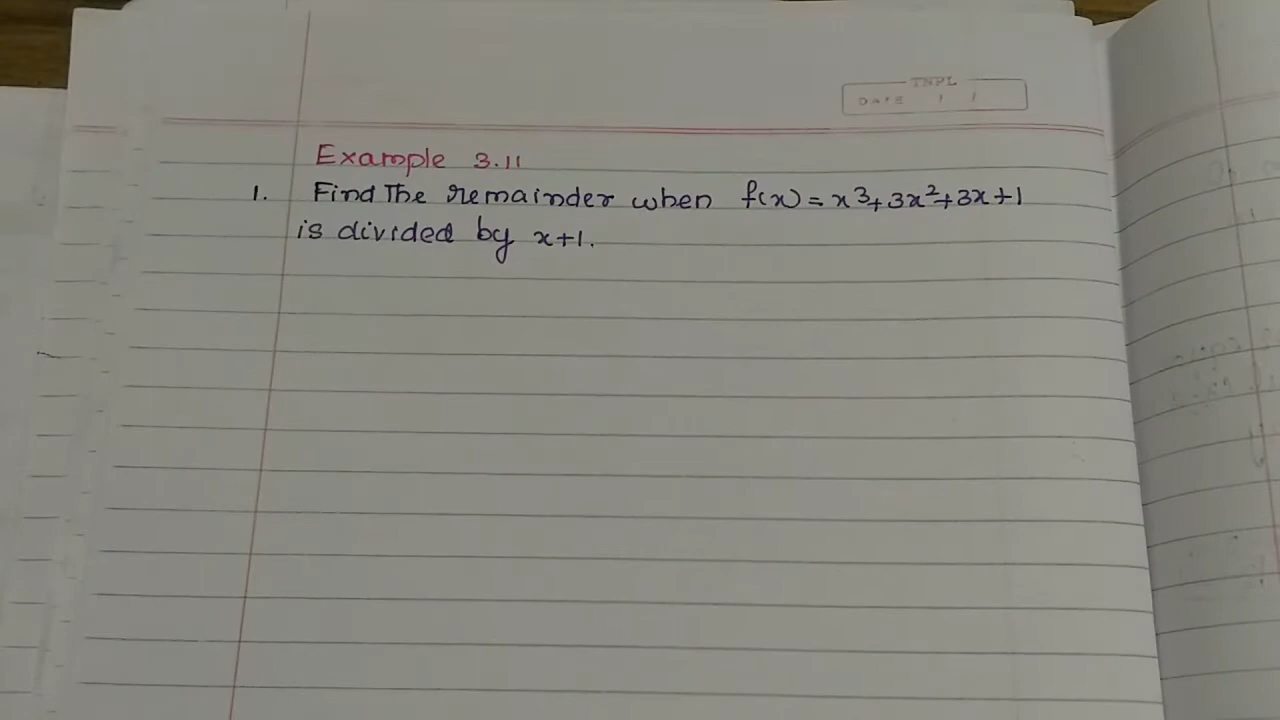 TNPL
DATE / /
Example 3.11
1. Find The remainder when f(x) = x³+3x²+3x+1
is divided by x+1.